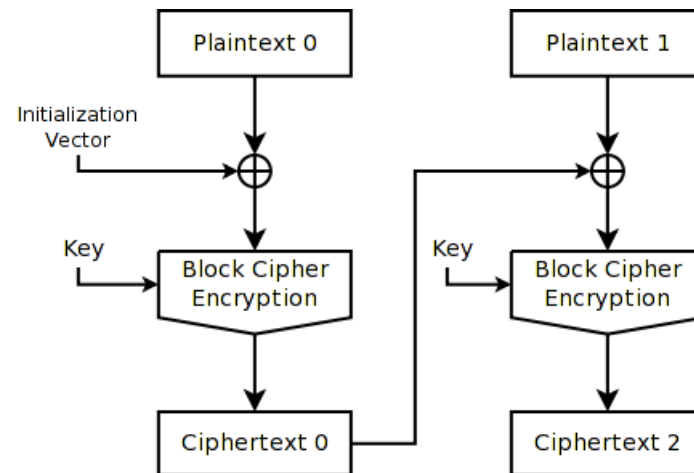 Plaintext 0
Plaintext 1
Initialization
Vector
Key
Block Cipher
Encryption
Key
Block Cipher
Encryption
Ciphertext 0
Ciphertext 2